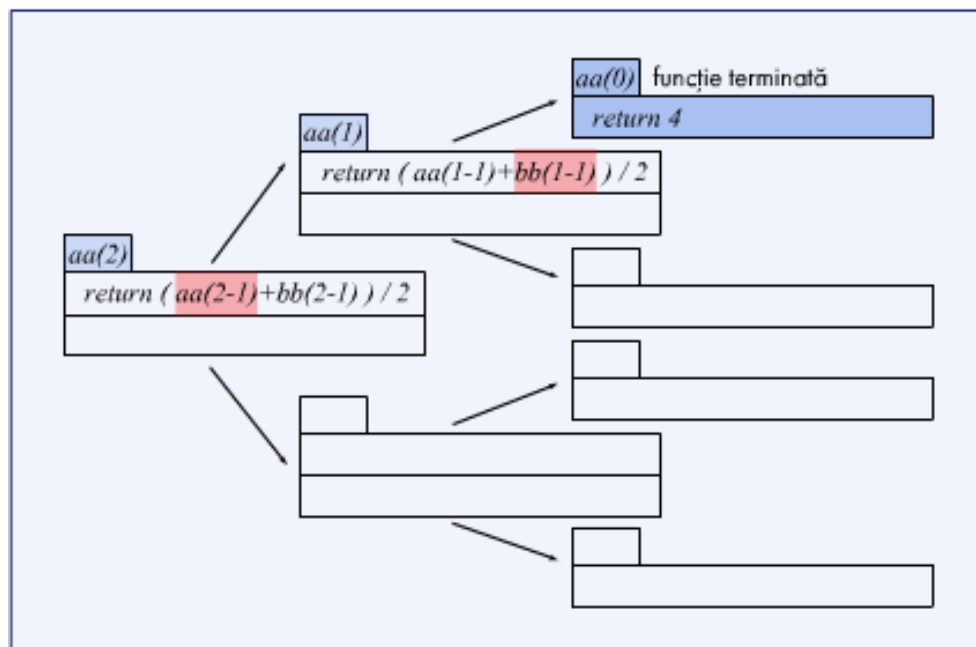 aa(0) funcție terminată
return 4
aa(1)
return ( aa(1-1)+bb(1-1) ) / 2
aa(2)
return ( aa(2-1)+bb(2-1) ) / 2